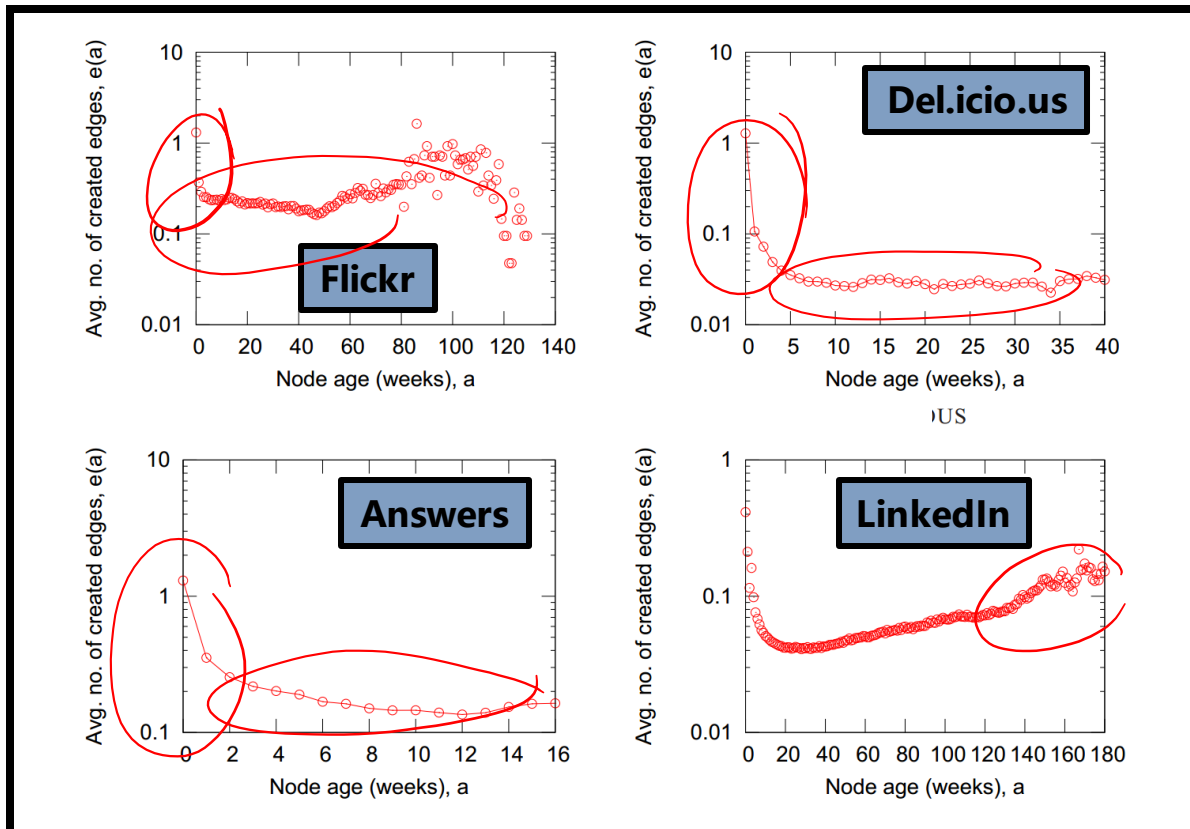 Avg. no. of created edges, e(a)
10
1
0.1
0.01
0 20 40 60 80 100 120 140
Node age (weeks), a
Flickr
Avg. no. of created edges, e(a)
10
1
0.1
0.01
0 5 10 15 20 25 30 35 40
Node age (weeks), a
Del.icio.us
OUS
Avg. no. of created edges, e(a)
10
1
0.1
0 2 4 6 8 10 12 14 16
Node age (weeks), a
Answers
Avg. no. of created edges, e(a)
1
0.1
0.01
0 20 40 60 80 100 120 140 160 180
Node age (weeks), a
LinkedIn